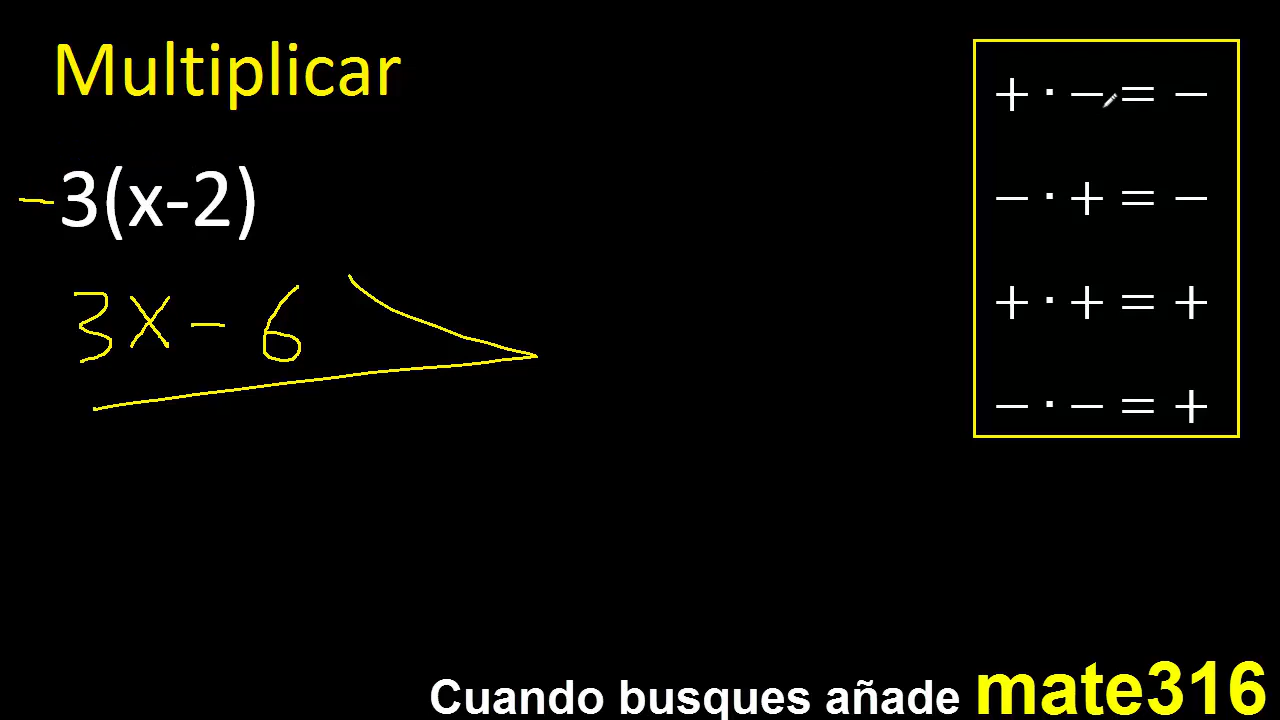 Multiplicar
-3(x-2)
3x - 6
+ · - = -
- · + = -
+ · + = +
- · - = +
Cuando busques añade mate316